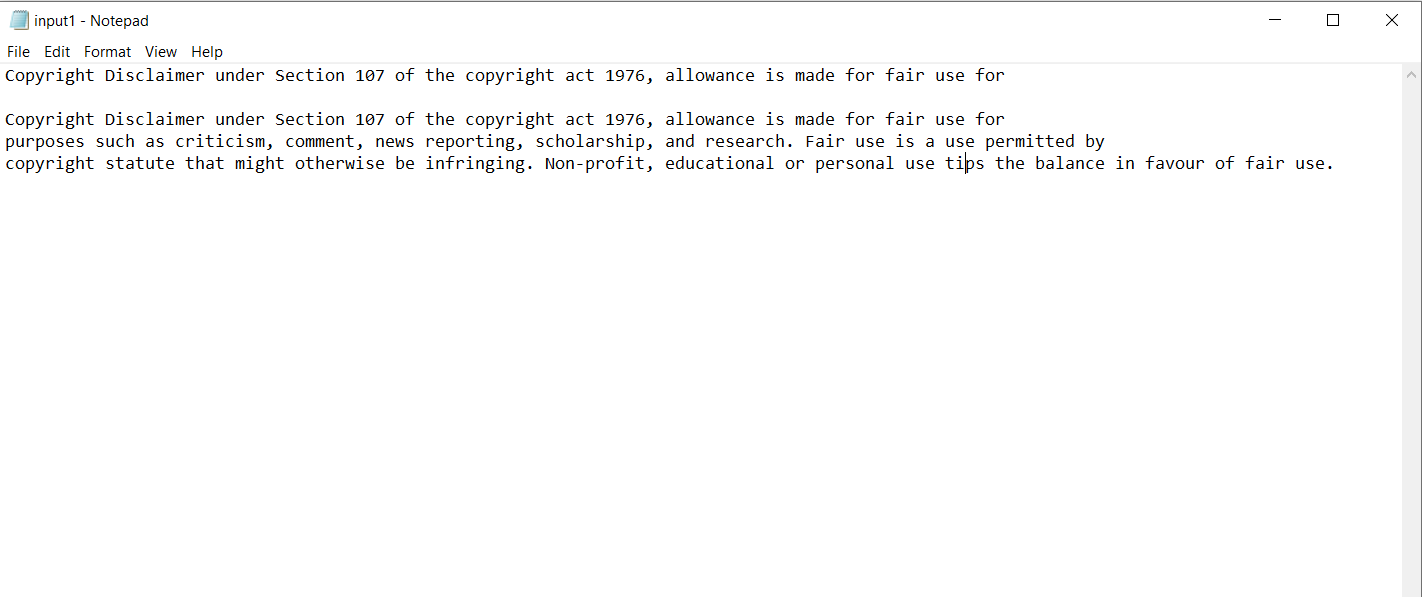 input1 - Notepad
File Edit Format View Help
Copyright Disclaimer under Section 107 of the copyright act 1976, allowance is made for fair use for
Copyright Disclaimer under Section 107 of the copyright act 1976, allowance is made for fair use for
purposes such as criticism, comment, news reporting, scholarship, and research. Fair use is a use permitted by
copyright statute that might otherwise be infringing. Non-profit, educational or personal use tips the balance in favour of fair use.